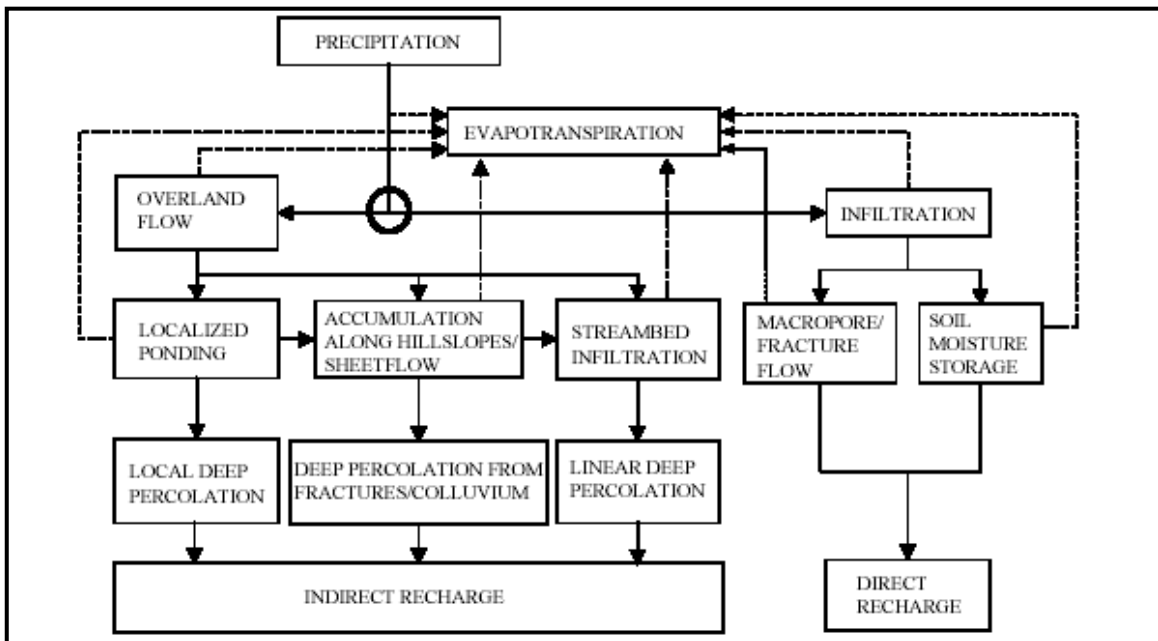 PRECIPITATION
EVAPOTRANSPIRATION
OVERLAND
FLOW
INFILTRATION
LOCALIZED
PONDING
ACCUMULATION
ALONG HILLSLOPES/
SHEETFLOW
STREAMBED
INFILTRATION
MACROPORE/
FRACTURE
FLOW
SOIL
MOISTURE
STORAGE
LOCAL DEEP
PERCOLATION
DEEP PERCOLATION FROM
FRACTURES/COLLUVIUM
LINEAR DEEP
PERCOLATION
INDIRECT RECHARGE
DIRECT
RECHARGE